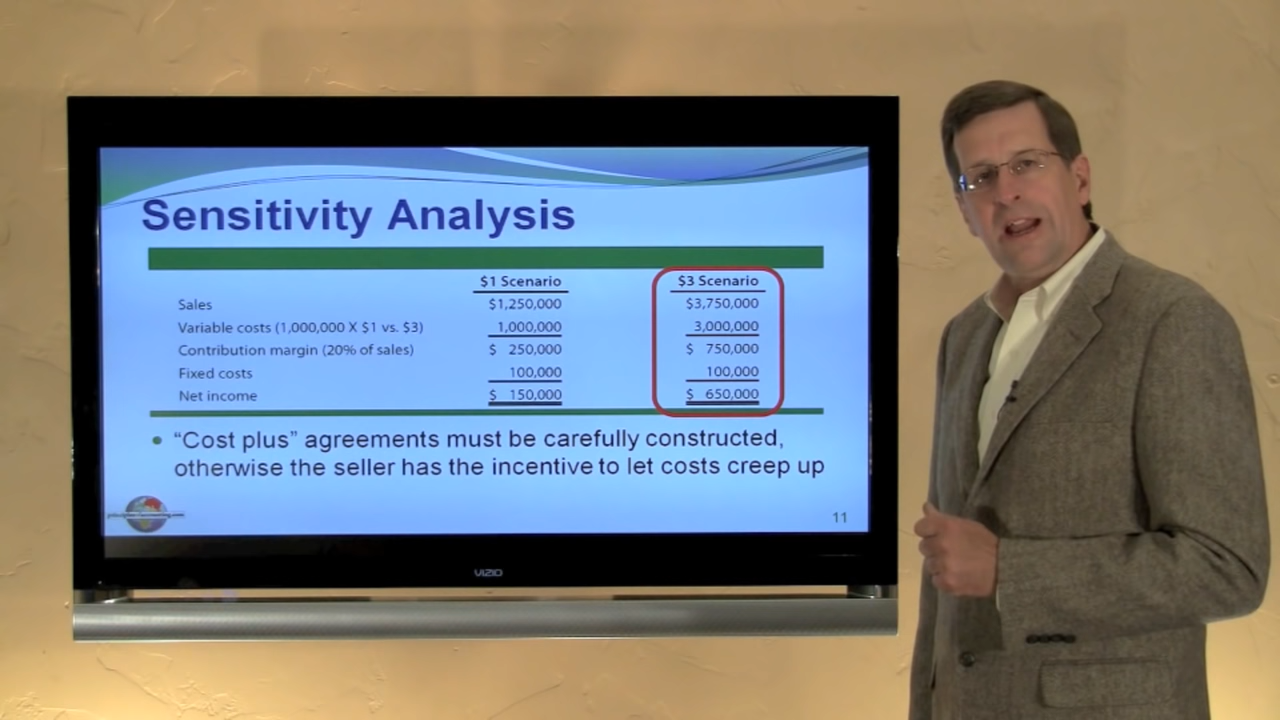 Sensitivity Analysis
$1 Scenario $3 Scenario
Sales $1,250,000 $3,750,000
Variable costs (1,000,000 X $1 vs. $3) 1,000,000 3,000,000
Contribution margin (20% of sales) $ 250,000 $ 750,000
Fixed costs 100,000 100,000
Net income $ 150,000 $ 650,000
• “Cost plus” agreements must be carefully constructed,
otherwise the seller has the incentive to let costs creep up
11
VIZIO